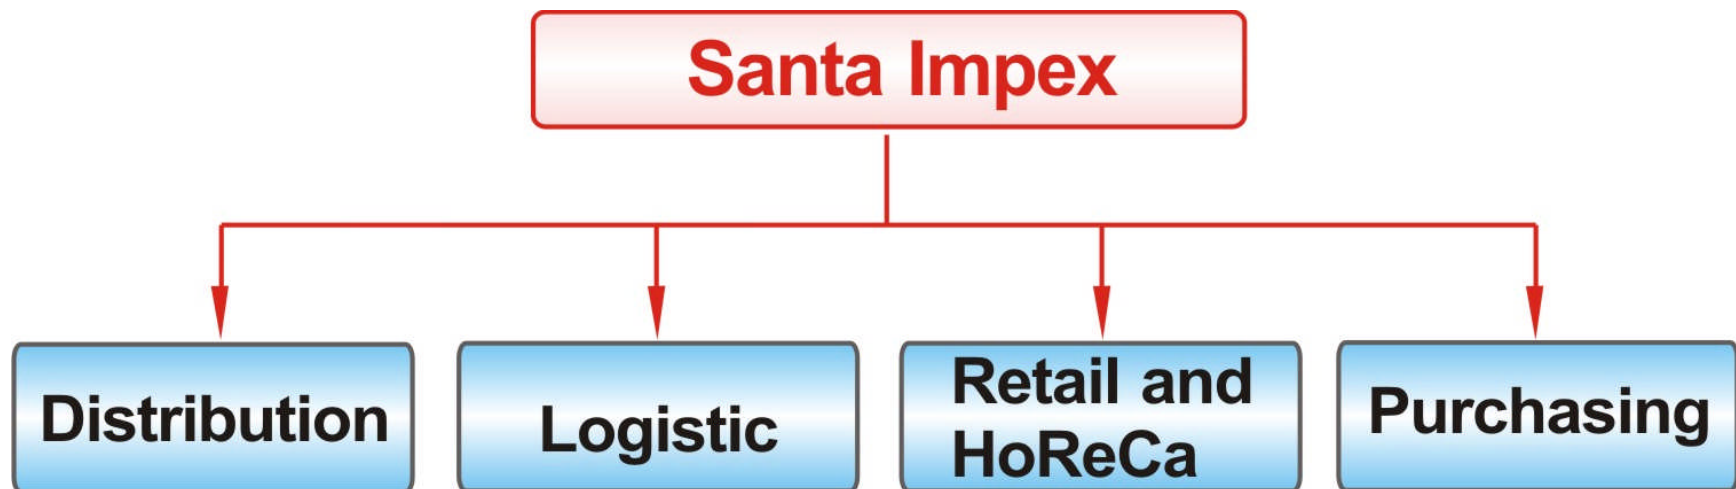 Santa Impex
Distribution
Logistic
Retail and
HoReCa
Purchasing